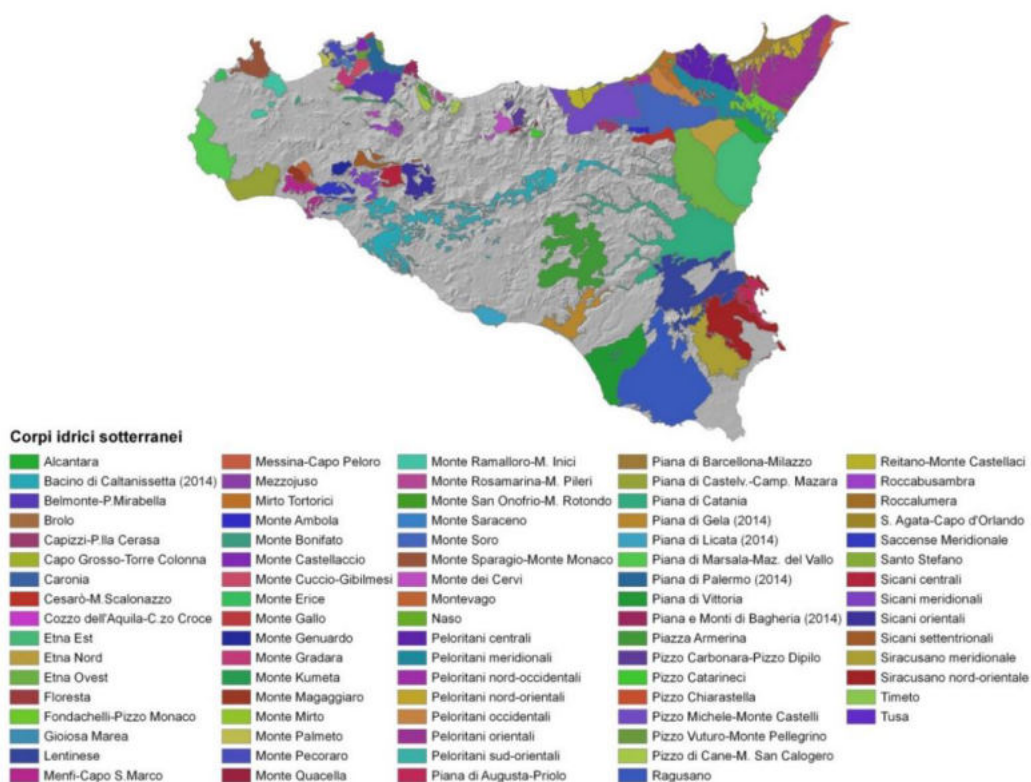 Corpi idrici sotterranei
Alcantara
Bacino di Caltanissetta (2014)
Belmonte-P.Mirabella
Brolo
Capizzi-P.lla Cerasa
Capo Grosso-Torre Colonna
Caronia
Cesarò-M.Scalonazzo
Cozzo dell'Aquila-C.zo Croce
Etna Est
Etna Nord
Etna Ovest
Floresta
Fondachelli-Pizzo Monaco
Gioiosa Marea
Lentinese
Menfi-Capo S.Marco
Messina-Capo Peloro
Mezzojuso
Mirto Tortorici
Monte Ambola
Monte Bonifato
Monte Castellaccio
Monte Cuccio-Gibilmesi
Monte Erice
Monte Gallo
Monte Genuardo
Monte Gradara
Monte Kumeta
Monte Magaggiaro
Monte Mirto
Monte Palmeto
Monte Pecoraro
Monte Quacella
Monte Ramalloro-M. Inici
Monte Rosamarina-M. Pileri
Monte San Onofrio-M. Rotondo
Monte Saraceno
Monte Soro
Monte Sparagio-Monte Monaco
Monte dei Cervi
Montevago
Naso
Peloritani centrali
Peloritani meridionali
Peloritani nord-occidentali
Peloritani nord-orientali
Peloritani occidentali
Peloritani orientali
Peloritani sud-orientali
Piana di Augusta-Priolo
Piana di Barcellona-Milazzo
Piana di Castelv.-Camp. Mazara
Piana di Catania
Piana di Gela (2014)
Piana di Licata (2014)
Piana di Marsala-Maz. del Vallo
Piana di Palermo (2014)
Piana di Vittoria
Piana e Monti di Bagheria (2014)
Piazza Armerina
Pizzo Carbonara-Pizzo Dipilo
Pizzo Catarineci
Pizzo Chiarastella
Pizzo Michele-Monte Castelli
Pizzo Vuturo-Monte Pellegrino
Pizzo di Cane-M. San Calogero
Ragusano
Reitano-Monte Castellaci
Roccabusambra
Roccalumera
S. Agata-Capo d'Orlando
Saccense Meridionale
Santo Stefano
Sicani centrali
Sicani meridionali
Sicani orientali
Sicani settentrionali
Siracusano meridionale
Siracusano nord-orientale
Timeto
Tusa